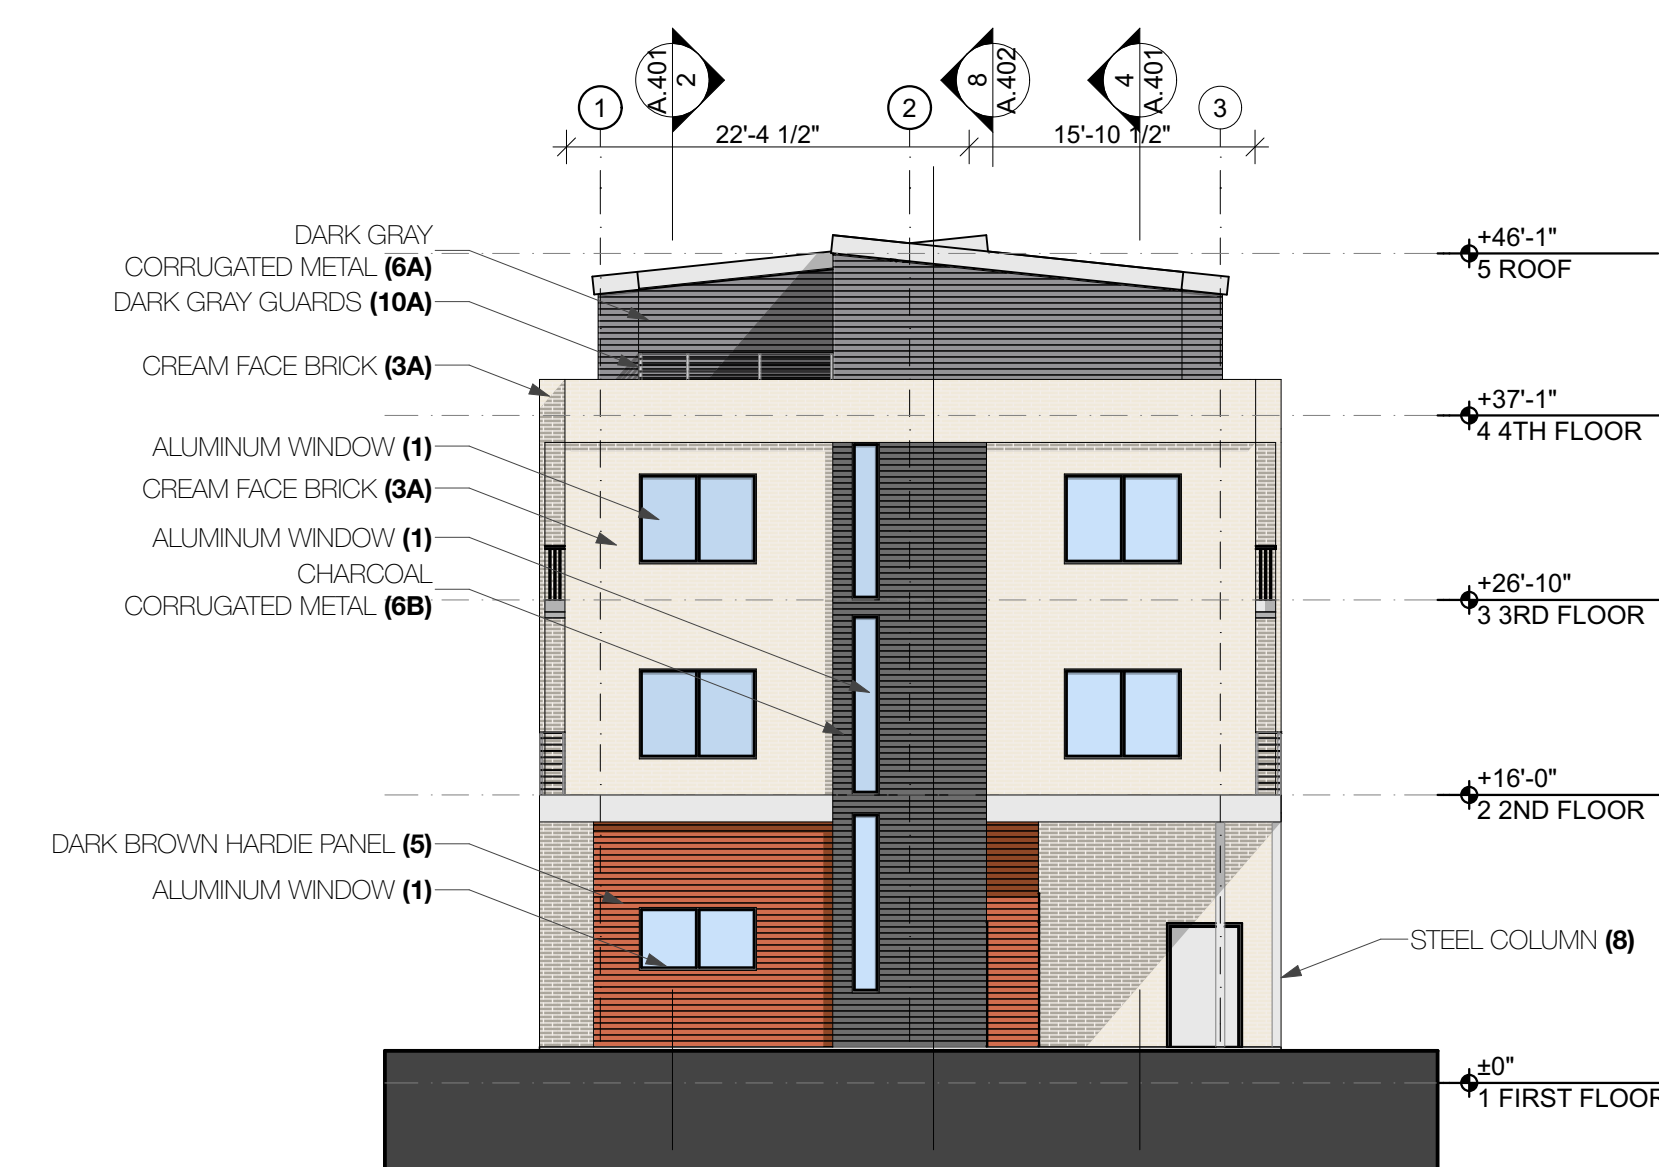 A.401
2
8
A.402
4
A.401
1
2
3
22'-4 1/2"
15'-10 1/2"
DARK GRAY
CORRUGATED METAL (6A)
DARK GRAY GUARDS (10A)
CREAM FACE BRICK (3A)
ALUMINUM WINDOW (1)
CREAM FACE BRICK (3A)
ALUMINUM WINDOW (1)
CHARCOAL
CORRUGATED METAL (6B)
DARK BROWN HARDIE PANEL (5)
ALUMINUM WINDOW (1)
STEEL COLUMN (8)
+46'-1"
5 ROOF
+37'-1"
4 4TH FLOOR
+26'-10"
3 3RD FLOOR
+16'-0"
2 2ND FLOOR
±0"
1 FIRST FLOOR